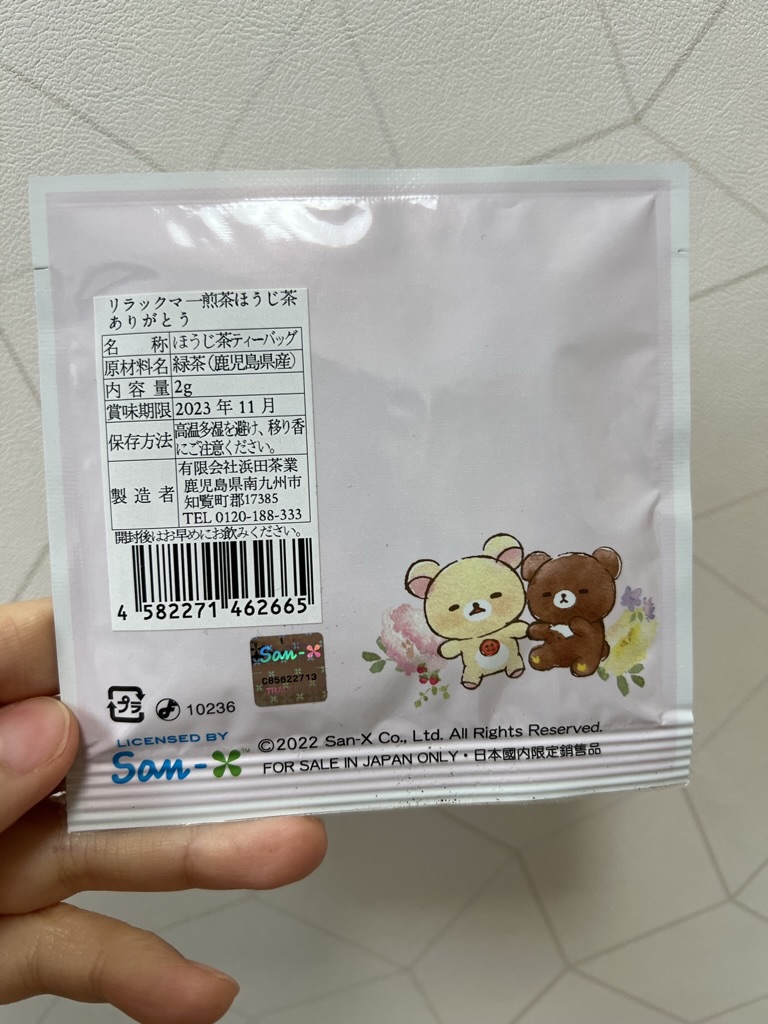 リラックマ一煎茶ほうじ茶
ありがとう
名 称 ほうじ茶ティーバッグ
原材料名 緑茶(鹿児島県産)
内容量 2g
賞味期限 2023 年 11 月
保存方法 高温多湿を避け、移り香
にご注意ください。
製造者 有限会社浜田茶業
鹿児島県南九州市
知覧町郡17385
TEL 0120-188-333
開封後はお早めにお飲みください。
4 582271 462665
San-X
C85622713
プラ
10236
LICENSED BY
San-X™
©2022 San-X Co., Ltd. All Rights Reserved.
FOR SALE IN JAPAN ONLY・日本國内限定銷售品